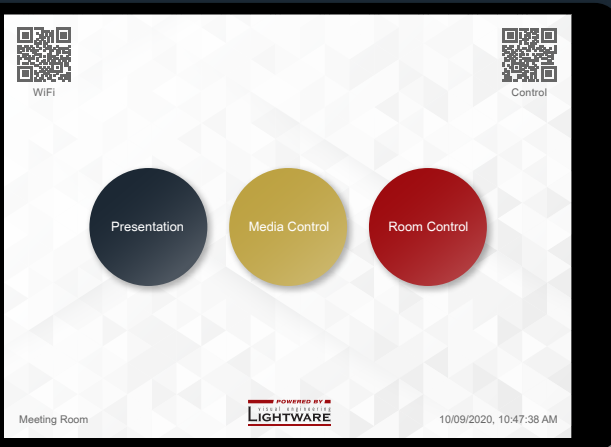 WiFi
Control
Presentation
Media Control
Room Control
POWERED BY
visual engineering
LIGHTWARE
Meeting Room
10/09/2020, 10:47:38 AM